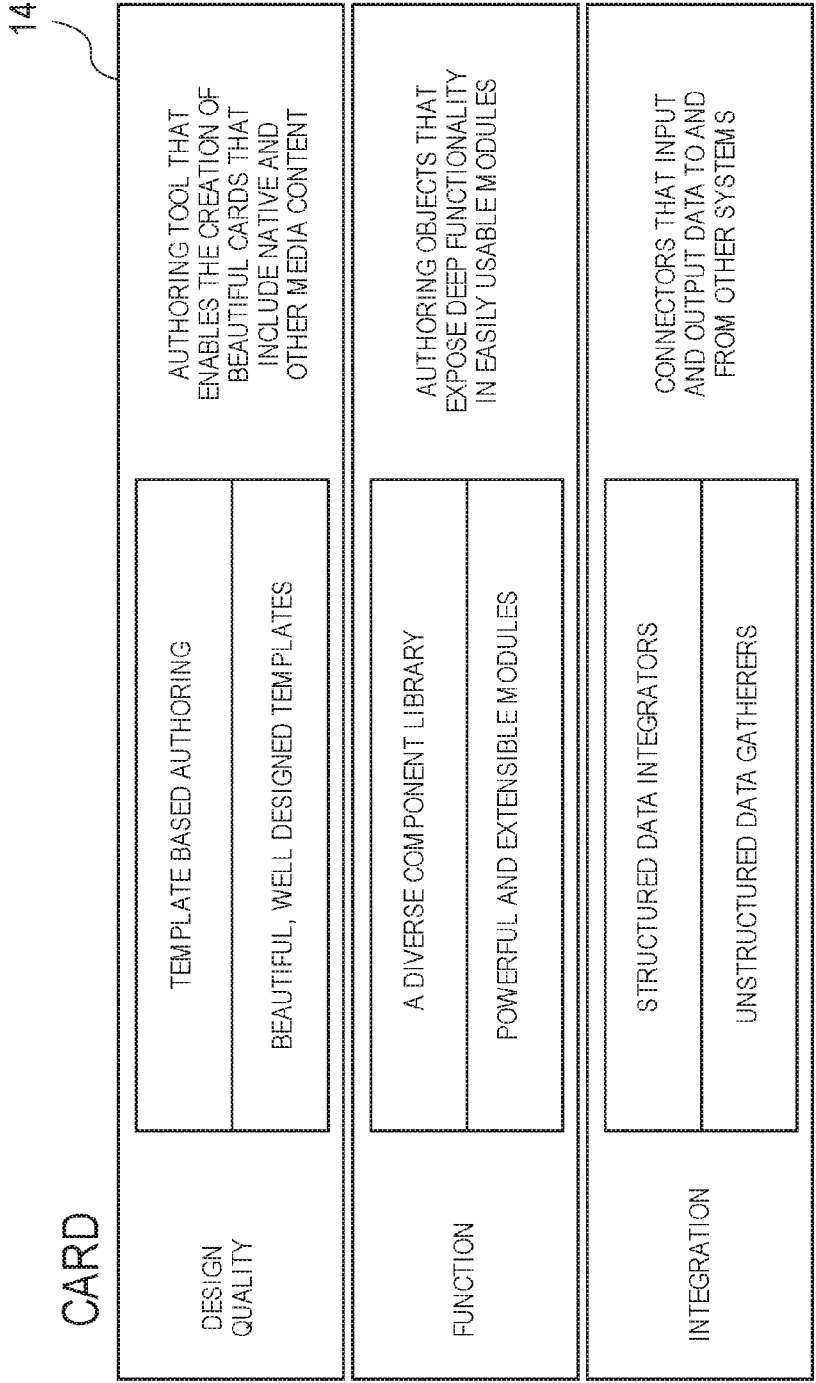 CARD
14
DESIGN
QUALITY
TEMPLATE BASED AUTHORING
BEAUTIFUL, WELL DESIGNED TEMPLATES
AUTHORING TOOL THAT
ENABLES THE CREATION OF
BEAUTIFUL CARDS THAT
INCLUDE NATIVE AND
OTHER MEDIA CONTENT
FUNCTION
A DIVERSE COMPONENT LIBRARY
POWERFUL AND EXTENSIBLE MODULES
AUTHORING OBJECTS THAT
EXPOSE DEEP FUNCTIONALITY
IN EASILY USABLE MODULES
INTEGRATION
STRUCTURED DATA INTEGRATORS
UNSTRUCTURED DATA GATHERERS
CONNECTORS THAT INPUT
AND OUTPUT DATA TO AND
FROM OTHER SYSTEMS